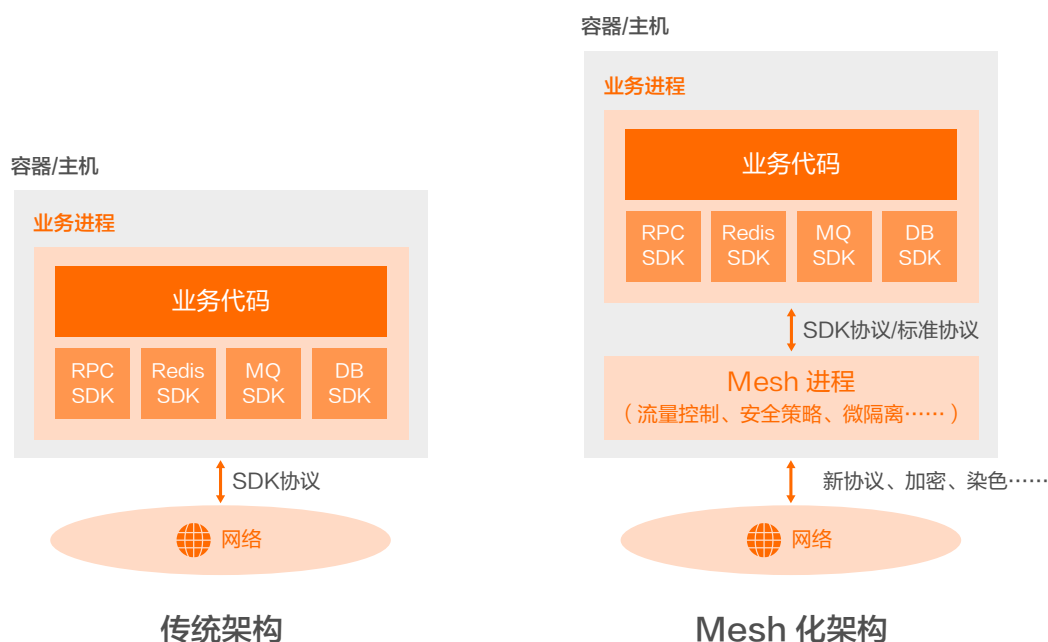 容器/主机
业务进程
业务代码
RPC
SDK
Redis
SDK
MQ
SDK
DB
SDK
SDK协议
网络
传统架构
容器/主机
业务进程
业务代码
RPC
SDK
Redis
SDK
MQ
SDK
DB
SDK
SDK协议/标准协议
Mesh 进程
（流量控制、安全策略、微隔离……）
新协议、加密、染色……
网络
Mesh 化架构